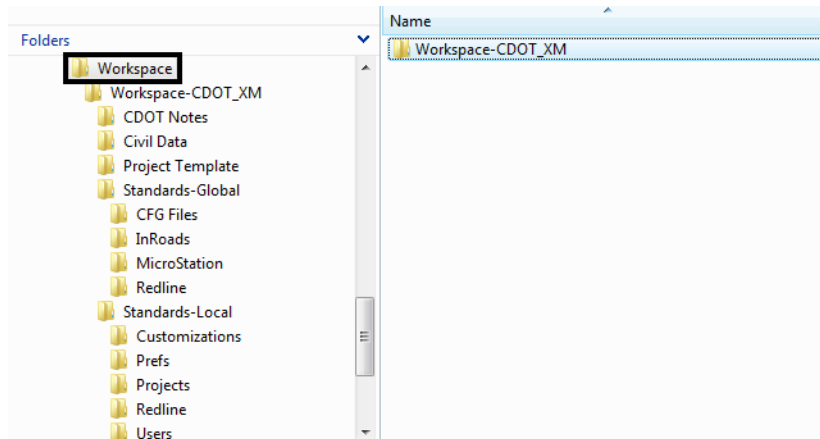 Name
Folders
Workspace-CDOT_XM
Workspace
Workspace-CDOT_XM
CDOT Notes
Civil Data
Project Template
Standards-Global
CFG Files
InRoads
MicroStation
Redline
Standards-Local
Customizations
Prefs
Projects
Redline
Users